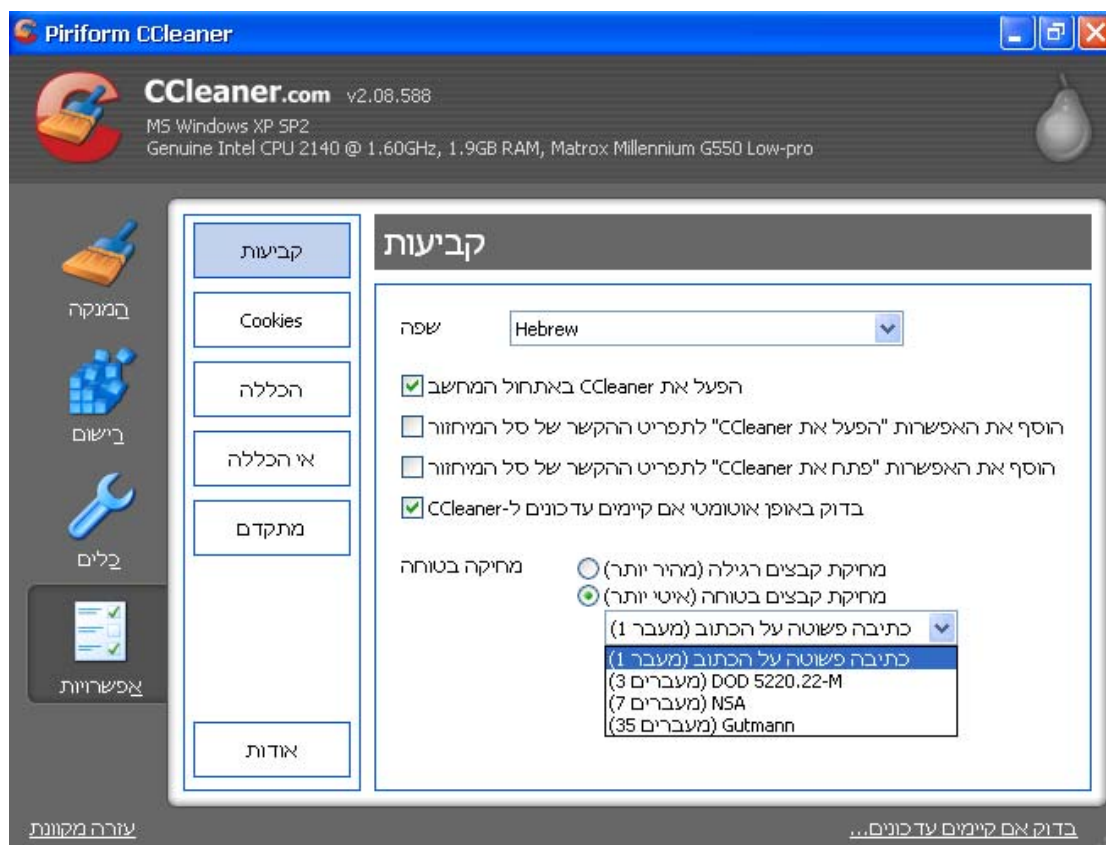 Piriform CCleaner
CCleaner.com v2.08.588
MS Windows XP SP2
Genuine Intel CPU 2140 @ 1.60GHz, 1.9GB RAM, Matrox Millennium G550 Low-pro
המנקה
רישום
כלים
אפשרויות
קביעות
Cookies
הכללה
אי הכללה
מתקדם
אודות
קביעות
שפה
Hebrew
הפעל את CCleaner באתחול המחשב
הוסף את האפשרות "הפעל את CCleaner" לתפריט ההקשר של סל המיחזור
הוסף את האפשרות "פתח את CCleaner" לתפריט ההקשר של סל המיחזור
בדוק באופן אוטומטי אם קיימים עדכונים ל-CCleaner
מחיקה בטוחה
מחיקת קבצים רגילה (מהיר יותר)
מחיקת קבצים בטוחה (איטי יותר)
כתיבה פשוטה על הכתוב (מעבר 1)
כתיבה פשוטה על הכתוב (מעבר 1)
DOD 5220.22-M (מעברים 3)
NSA (מעברים 7)
Gutmann (מעברים 35)
עזרה מקוונת
בדוק אם קיימים עדכונים...